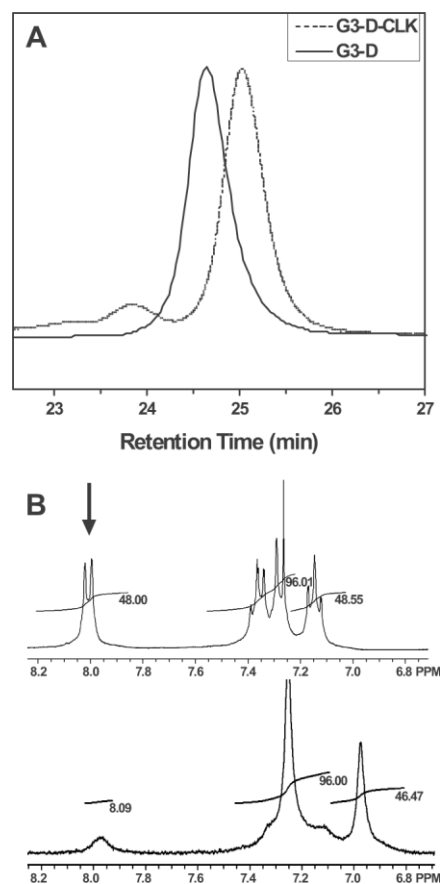 A
G3-D-CLK
G3-D
23 24 25 26 27
Retention Time (min)
B
48.00
96.01
48.55
8.2 8.0 7.8 7.6 7.4 7.2 7.0 6.8 PPM
8.09
96.00
46.47
8.2 8.0 7.8 7.6 7.4 7.2 7.0 6.8 PPM